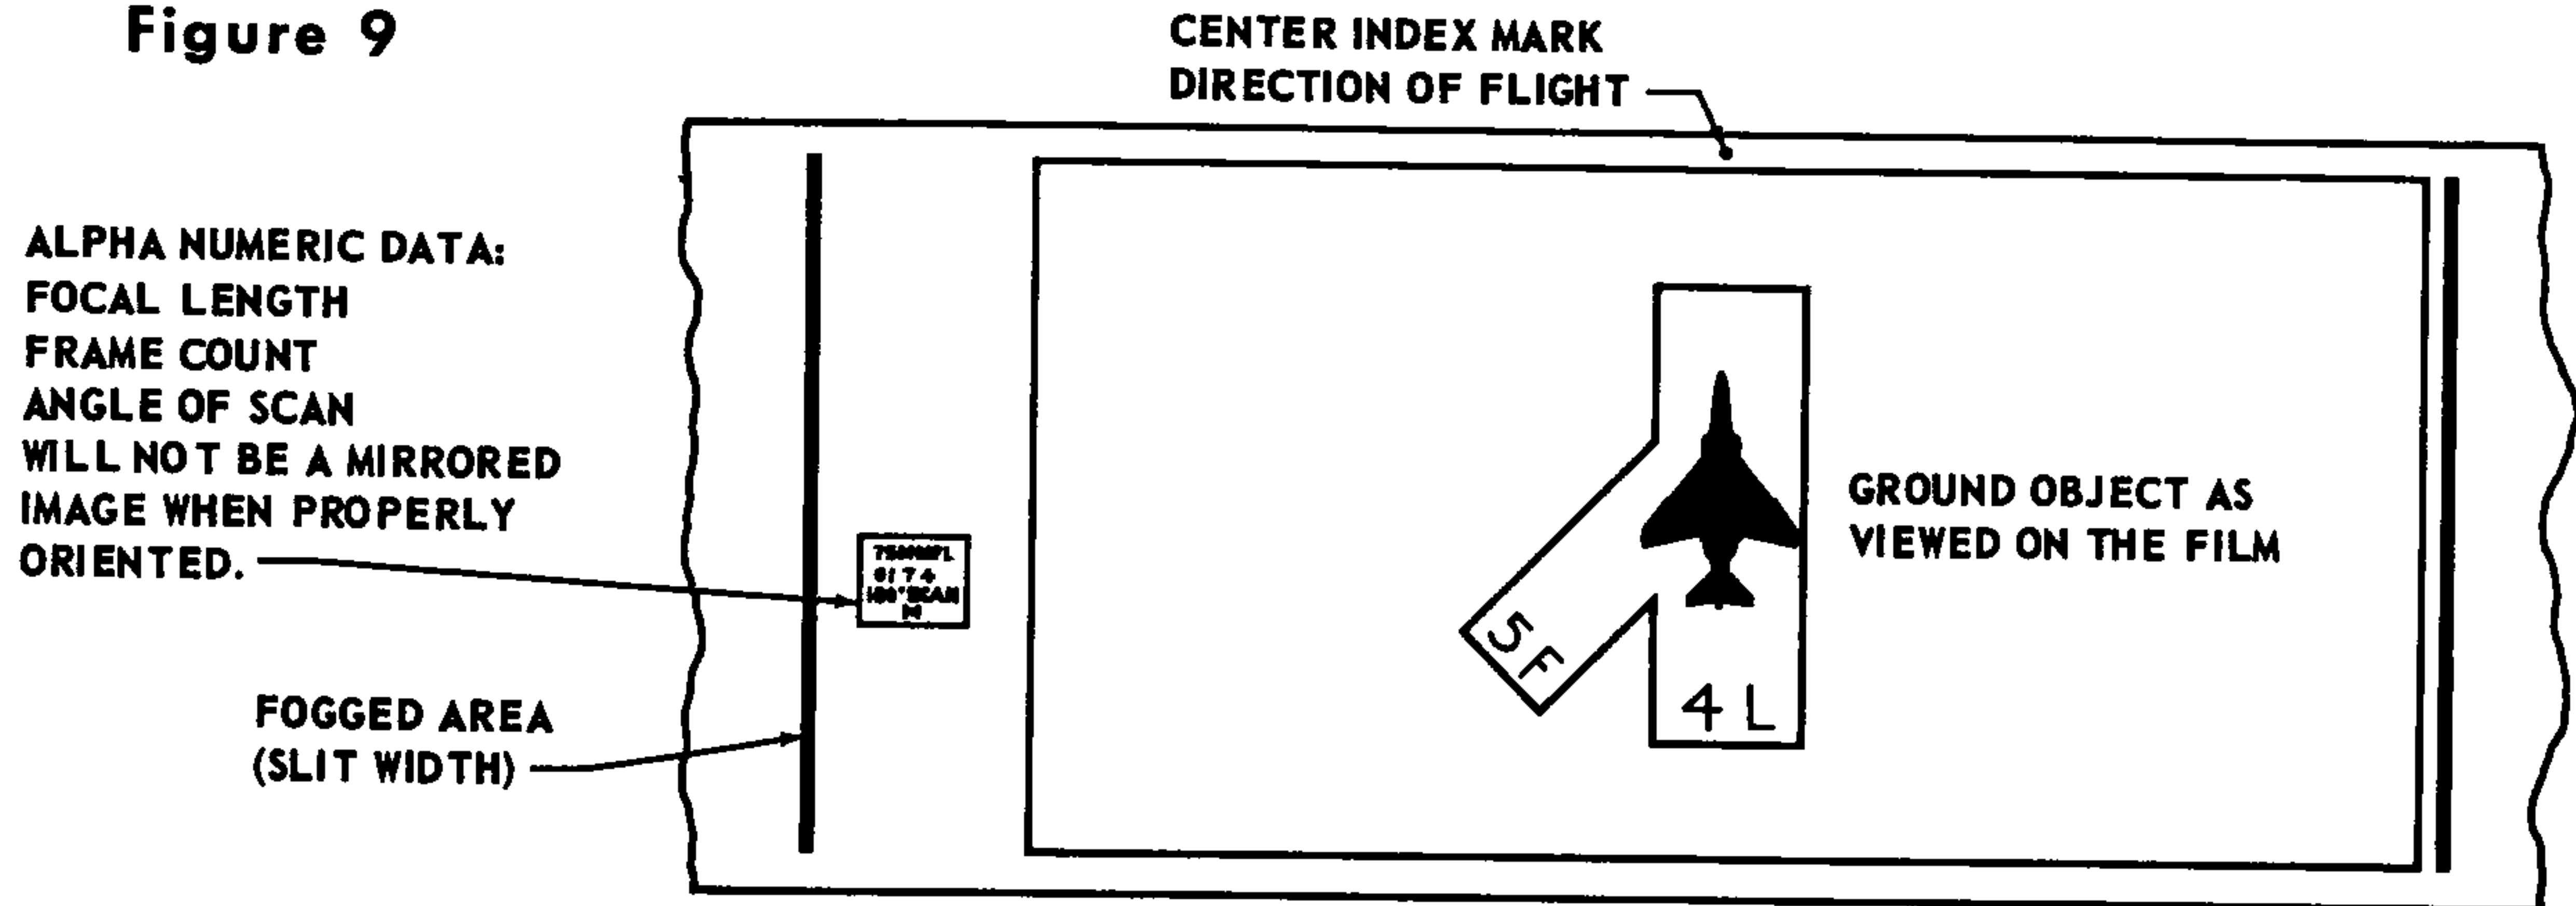 Figure 9
CENTER INDEX MARK
DIRECTION OF FLIGHT
ALPHA NUMERIC DATA:
FOCAL LENGTH
FRAME COUNT
ANGLE OF SCAN
WILL NOT BE A MIRRORED
IMAGE WHEN PROPERLY
ORIENTED.
FOGGED AREA
(SLIT WIDTH)
GROUND OBJECT AS
VIEWED ON THE FILM
SCAN
5F
4 L